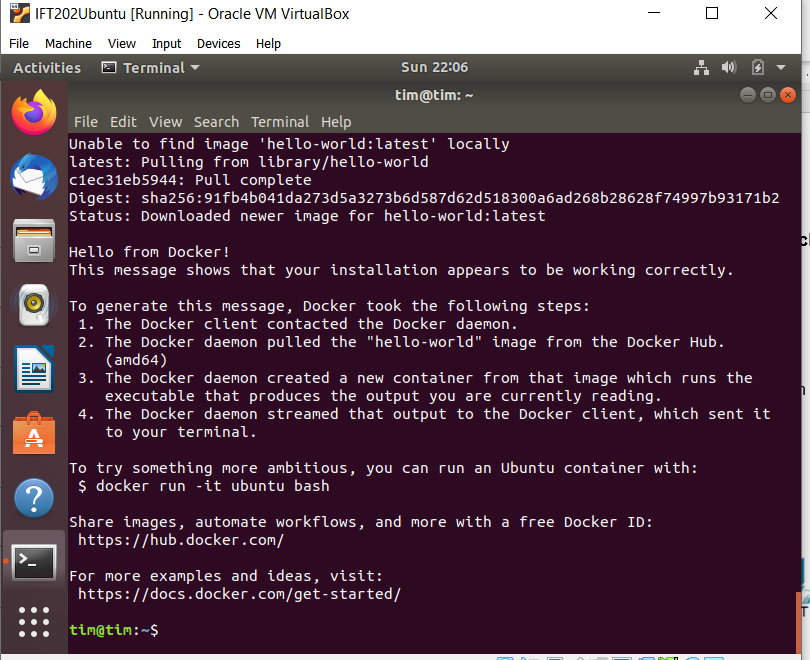 IFT202Ubuntu [Running] - Oracle VM VirtualBox
File Machine View Input Devices Help
Activities Terminal Sun 22:06
tim@tim: ~
File Edit View Search Terminal Help
Unable to find image 'hello-world:latest' locally
latest: Pulling from library/hello-world
c1ec31eb5944: Pull complete
Digest: sha256:91fb4b041da273d5a3273b6d587d62d518300a6ad268b28628f74997b93171b2
Status: Downloaded newer image for hello-world:latest
Hello from Docker!
This message shows that your installation appears to be working correctly.
To generate this message, Docker took the following steps:
1. The Docker client contacted the Docker daemon.
2. The Docker daemon pulled the "hello-world" image from the Docker Hub.
(amd64)
3. The Docker daemon created a new container from that image which runs the
executable that produces the output you are currently reading.
4. The Docker daemon streamed that output to the Docker client, which sent it
to your terminal.
To try something more ambitious, you can run an Ubuntu container with:
$ docker run -it ubuntu bash
Share images, automate workflows, and more with a free Docker ID:
https://hub.docker.com/
For more examples and ideas, visit:
https://docs.docker.com/get-started/
tim@tim:~$